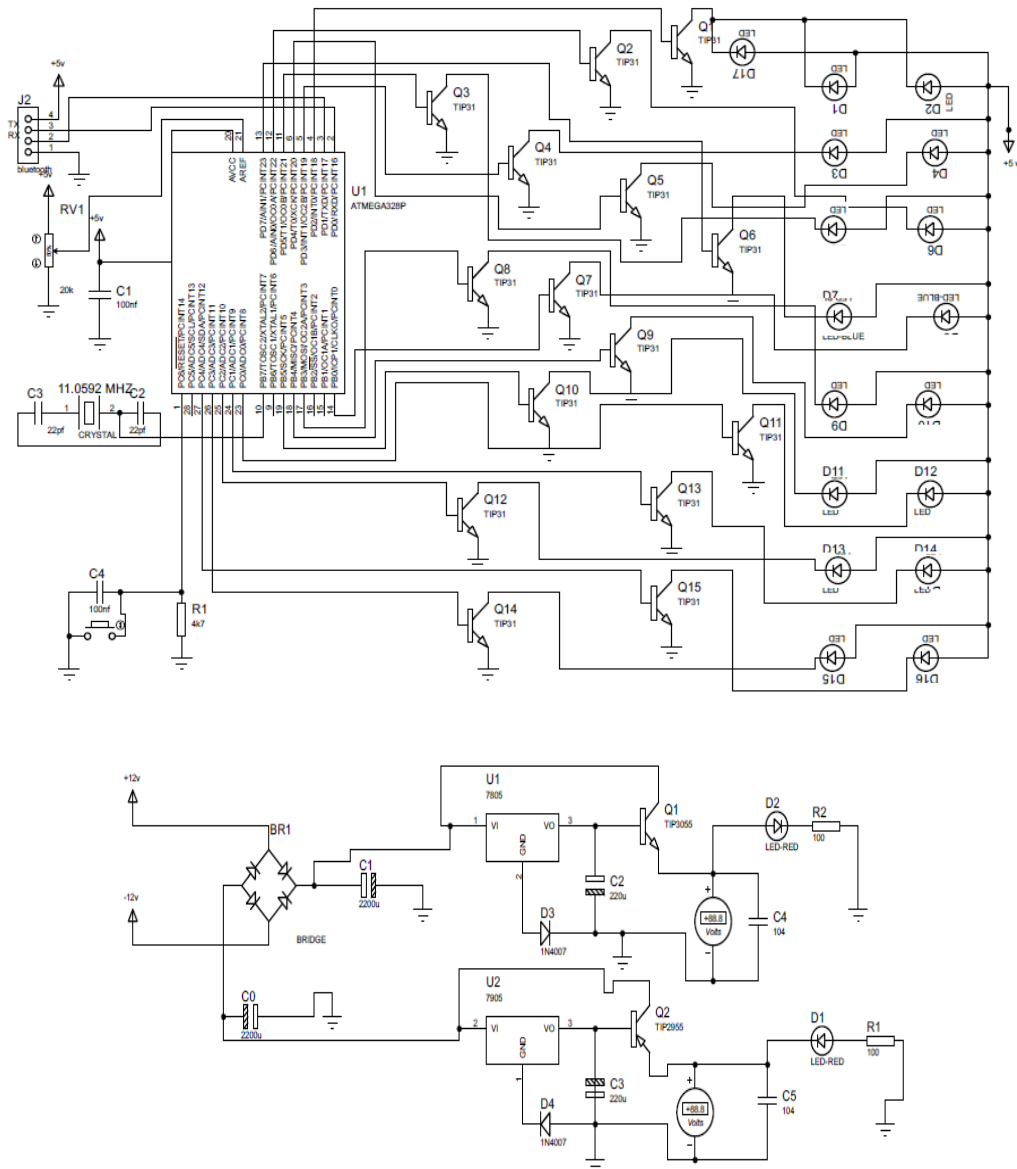 Q1
TIP31
LED
D17
LED
D1
D2
LED
Q2
TIP31
+5v
J2
TX
RX
4
3
2
1
bluetooth
Q3
TIP31
20
21
13
12
11
6
5
4
3
2
AVCC
AREF
PD7/AIN1/PCINT23
PD6/AIN0/OC0A/PCINT22
PD5/T1/OC0B/PCINT21
PD4/T0/XCK/PCINT20
PD3/INT1/OC2B/PCINT19
PD2/INT0/PCINT18
PD1/TXD/PCINT17
PD0/RXD/PCINT16
U1
ATMEGA328P
Q4
TIP31
LED
D3
D4
+5v
+5v
RV1
20k
+5v
C1
100nf
Q5
TIP31
LED
LED
D6
Q6
TIP31
Q8
TIP31
Q7
TIP31
LED-BLUE
LED-BLUE
PC6/RESET/PCINT14
PC5/ADC5/SCL/PCINT13
PC4/ADC4/SDA/PCINT12
PC3/ADC3/PCINT11
PC2/ADC2/PCINT10
PC1/ADC1/PCINT9
PC0/ADC0/PCINT8
PB7/TOSC2/XTAL2/PCINT7
PB6/TOSC1/XTAL1/PCINT6
PB5/SCK/PCINT5
PB4/MISO/PCINT4
PB3/MOSI/OC2A/PCINT3
PB2/SS/OC1B/PCINT2
PB1/OC1A/PCINT1
PB0/ICP1/CLKO/PCINT0
1
28
27
26
25
24
23
10
9
19
18
17
16
15
14
Q9
TIP31
11.0592 MHZ
C3
22pf
1
2
CRYSTAL
C2
22pf
Q10
TIP31
D9
D10
Q11
TIP31
D11
LED
D12
LED
Q12
TIP31
Q13
TIP31
D13
LED
D14
C4
100nf
R1
4k7
Q14
TIP31
Q15
TIP31
LED
D15
LED
D16
+12v
-12v
BR1
BRIDGE
C1
2200u
U1
7805
1
VI
VO
3
GND
2
Q1
TIP3055
D2
LED-RED
R2
100
C2
220u
D3
1N4007
+
+88.8
Volts
−
C4
104
C0
2200u
U2
7905
2
VI
VO
3
GND
1
Q2
TIP2955
D1
LED-RED
R1
100
C3
220u
D4
1N4007
+
+88.8
Volts
−
C5
104